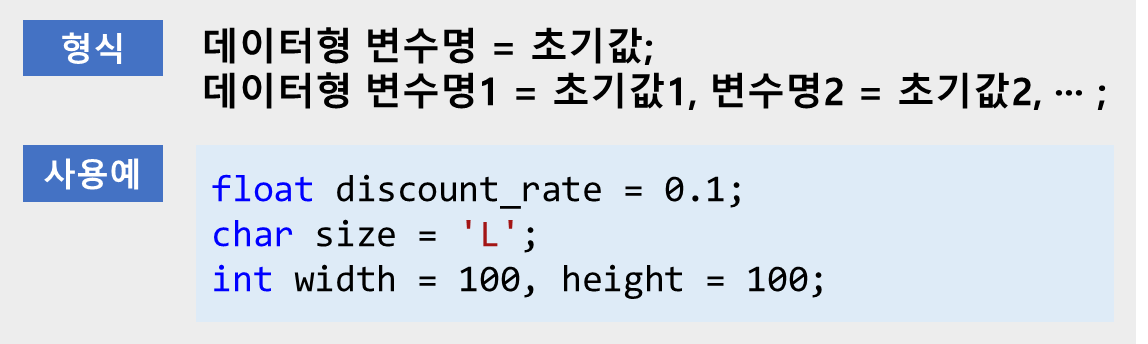 형식
데이터형 변수명 = 초기값;
데이터형 변수명1 = 초기값1, 변수명2 = 초기값2, ··· ;
사용예
float discount_rate = 0.1;
char size = 'L';
int width = 100, height = 100;